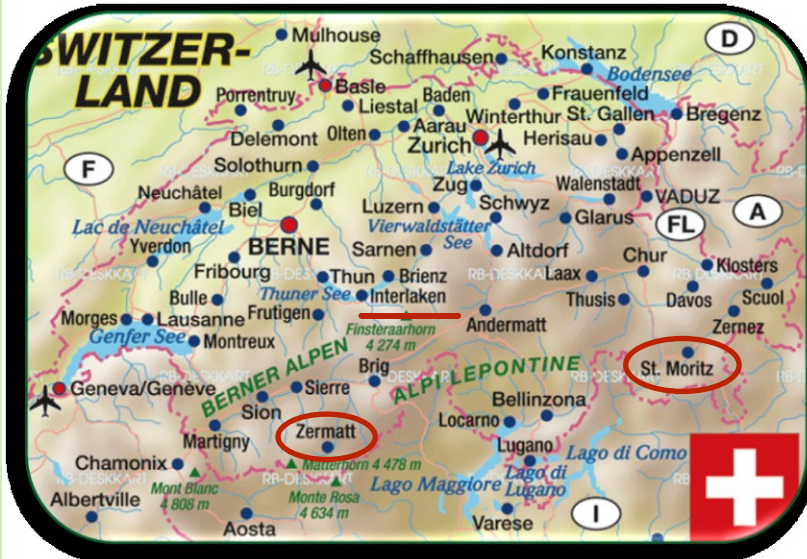 SWITZER-
LAND
Mulhouse
Schaffhausen
Konstanz
D
Bodensee
Basle
Porrentruy
Liestal
Baden
Frauenfeld
Winterthur
St. Gallen
Bregenz
Delemont
Olten
Aarau
Zurich
Herisau
Appenzell
F
Solothurn
Lake Zurich
Neuchâtel
Burgdorf
Zug
Walenstadt
VADUZ
Biel
Luzern
Schwyz
Glarus
FL
A
Lac de Neuchâtel
Vierwaldstätter
See
Yverdon
BERNE
Sarnen
Altdorf
Chur
Klosters
Fribourg
Thun
Brienz
Laax
RB-DESKKART
Bulle
Thuner See
Interlaken
Thusis
Davos
Scuol
Morges
Lausanne
Frutigen
Finsteraarhorn
4 274 m
Andermatt
Zernez
Genfer See
Montreux
BERNER ALPEN
Brig
ALPI LEPONTINE
St. Moritz
Geneva/Genève
Sierre
Sion
Bellinzona
Martigny
Zermatt
Locarno
Lugano
Chamonix
Matterhorn 4 478 m
Lago di Como
Mont Blanc
4 808 m
Monte Rosa
4 634 m
Lago Maggiore
Lago di
Lugano
Albertville
Aosta
Varese
I